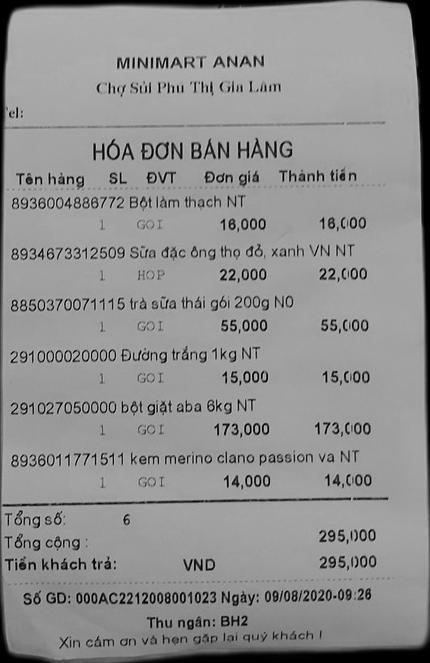 MINIMART ANAN
Chợ Sủi Phú Thị Gia Lâm
Tel:
HÓA ĐƠN BÁN HÀNG
Tên hàng SL ĐVT Đơn giá Thành tiền
8936004886772 Bột làm thạch NT
1 GOI 16,000 16,000
8934673312509 Sữa đặc ông thọ đỏ, xanh VN NT
1 HOP 22,000 22,000
8850370071115 trà sữa thái gói 200g N0
1 GOI 55,000 55,000
291000020000 Đường trắng 1kg NT
1 GOI 15,000 15,000
291027050000 bột giặt aba 6kg NT
1 GOI 173,000 173,000
8936011771511 kem merino clano passion va NT
1 GOI 14,000 14,000
Tổng số: 6
Tổng cộng : 295,000
Tiền khách trả: VND 295,000
Số GD: 000AC2212008001023 Ngày: 09/08/2020-09:26
Thu ngân: BH2
Xin cảm ơn và hẹn gặp lại quý khách !